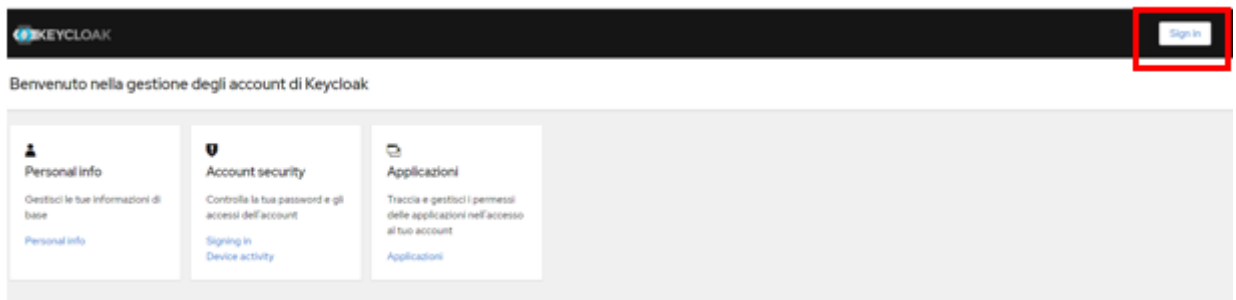 KEYCLOAK
Sign in
Benvenuto nella gestione degli account di Keycloak
Personal info
Gestisci le tue informazioni di
base
Personal info
Account security
Controlla la tua password e gli
accessi dell'account
Signing in
Device activity
Applicazioni
Traccia e gestisci i permessi
delle applicazioni nell'accesso
al tuo account
Applicazioni